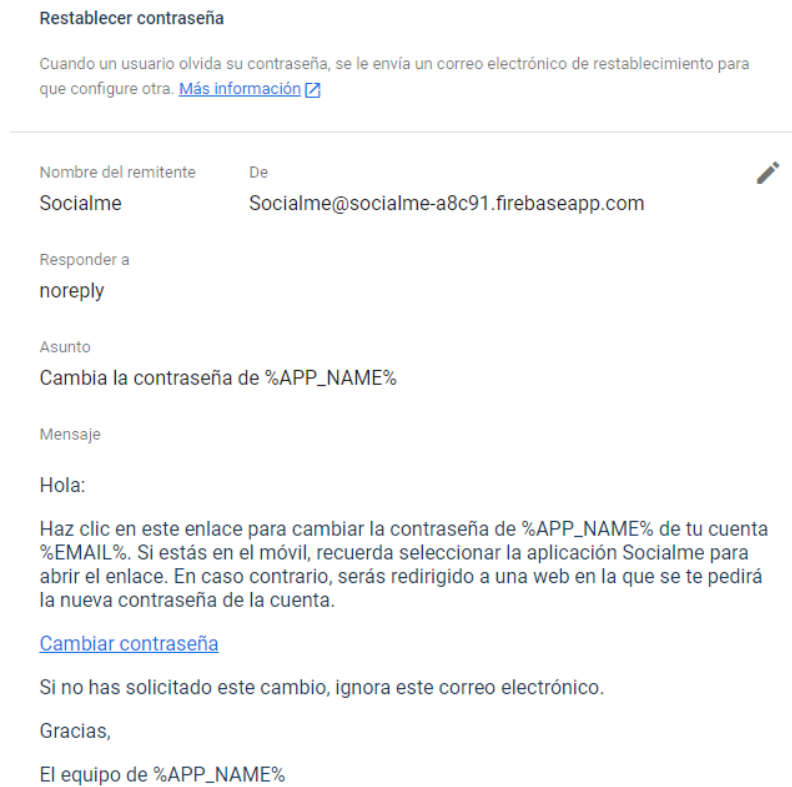 Restablecer contraseña
Cuando un usuario olvida su contraseña, se le envía un correo electrónico de restablecimiento para
que configure otra. Más información
Nombre del remitente De
Socialme Socialme@socialme-a8c91.firebaseapp.com
Responder a
noreply
Asunto
Cambia la contraseña de %APP_NAME%
Mensaje
Hola:
Haz clic en este enlace para cambiar la contraseña de %APP_NAME% de tu cuenta
%EMAIL%. Si estás en el móvil, recuerda seleccionar la aplicación Socialme para
abrir el enlace. En caso contrario, serás redirigido a una web en la que se te pedirá
la nueva contraseña de la cuenta.
Cambiar contraseña
Si no has solicitado este cambio, ignora este correo electrónico.
Gracias,
El equipo de %APP_NAME%